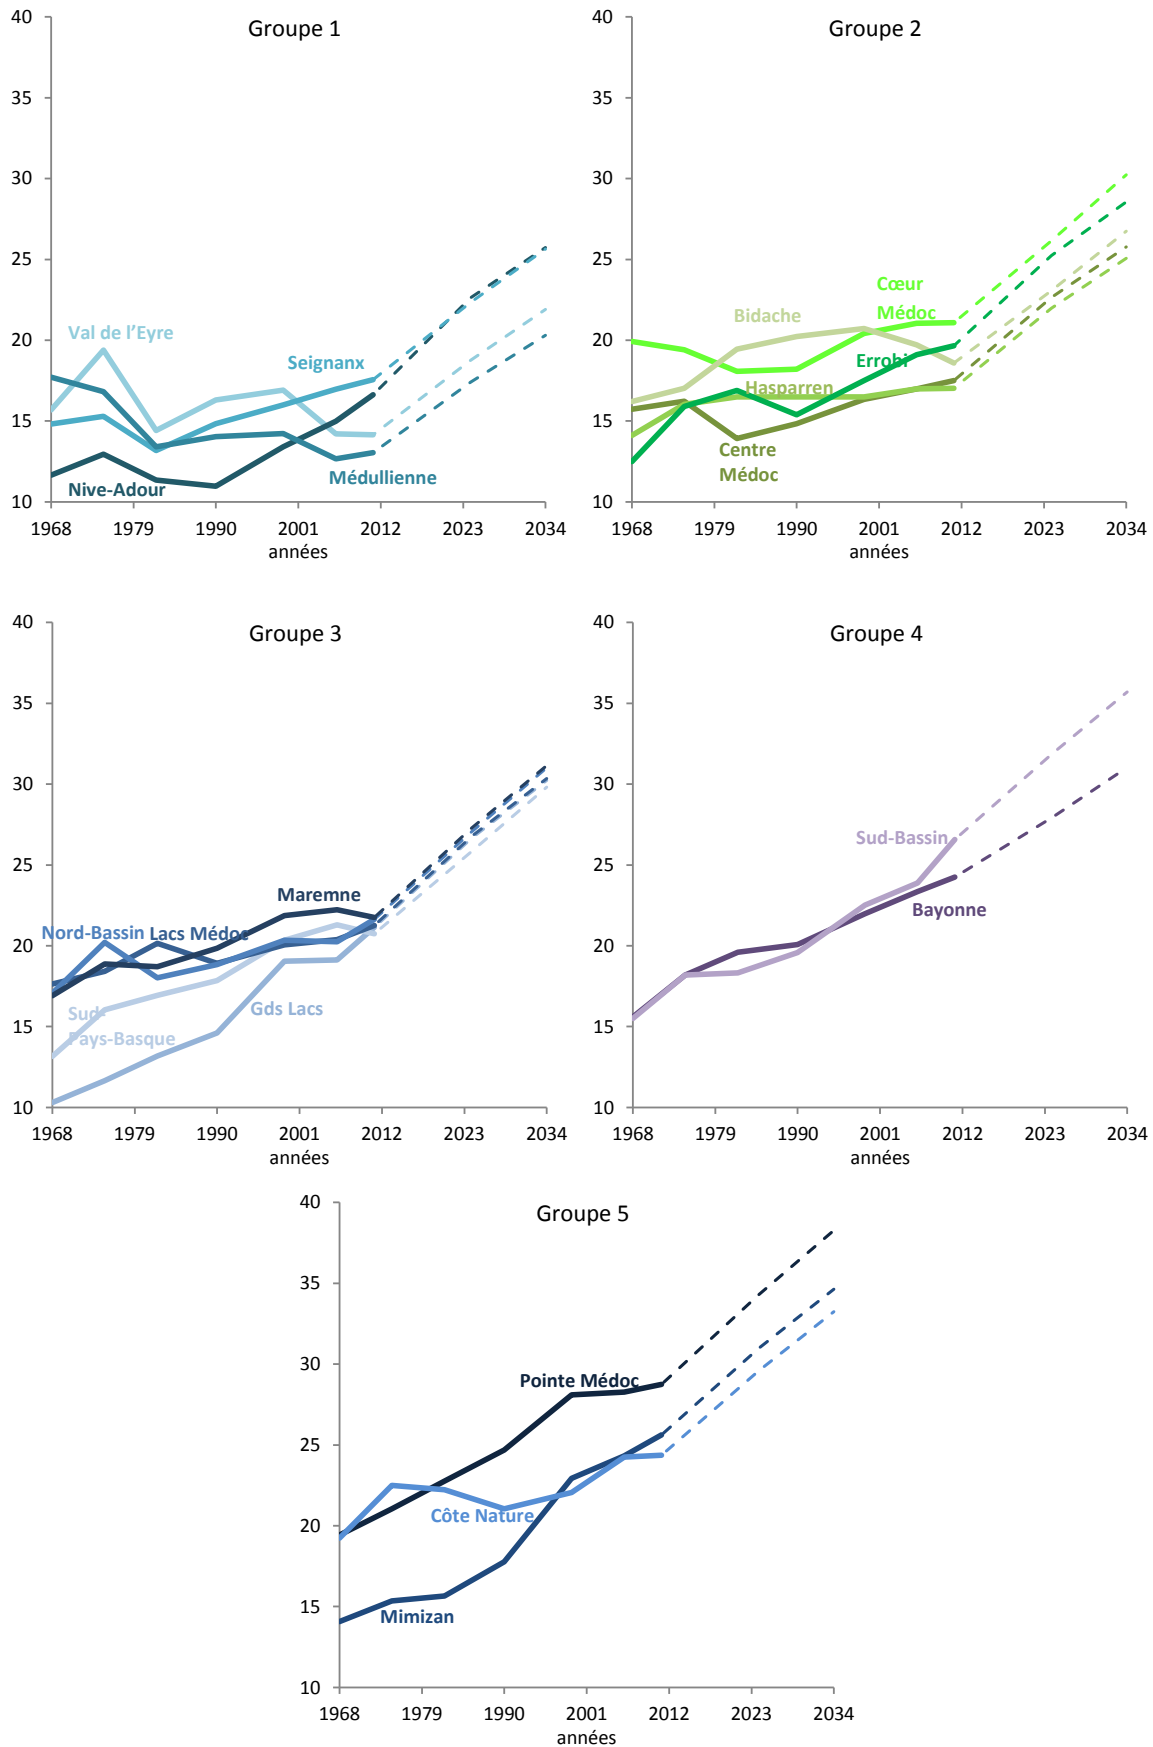 Groupe 1
40
35
30
25
20
15
10
Val de l’Eyre
Seignanx
Médullienne
Nive-Adour
1968 1979 1990 2001 2012 2023 2034
années
Groupe 2
40
35
30
25
20
15
10
Cœur
Médoc
Bidache
Errobi
Hasparren
Centre
Médoc
1968 1979 1990 2001 2012 2023 2034
années
Groupe 3
40
35
30
25
20
15
10
Maremne
Nord-Bassin Lacs Médoc
Gds Lacs
Sud-
Pays-Basque
1968 1979 1990 2001 2012 2023 2034
années
Groupe 4
40
35
30
25
20
15
10
Sud-Bassin
Bayonne
1968 1979 1990 2001 2012 2023 2034
années
Groupe 5
40
35
30
25
20
15
10
Pointe Médoc
Côte Nature
Mimizan
1968 1979 1990 2001 2012 2023 2034
années